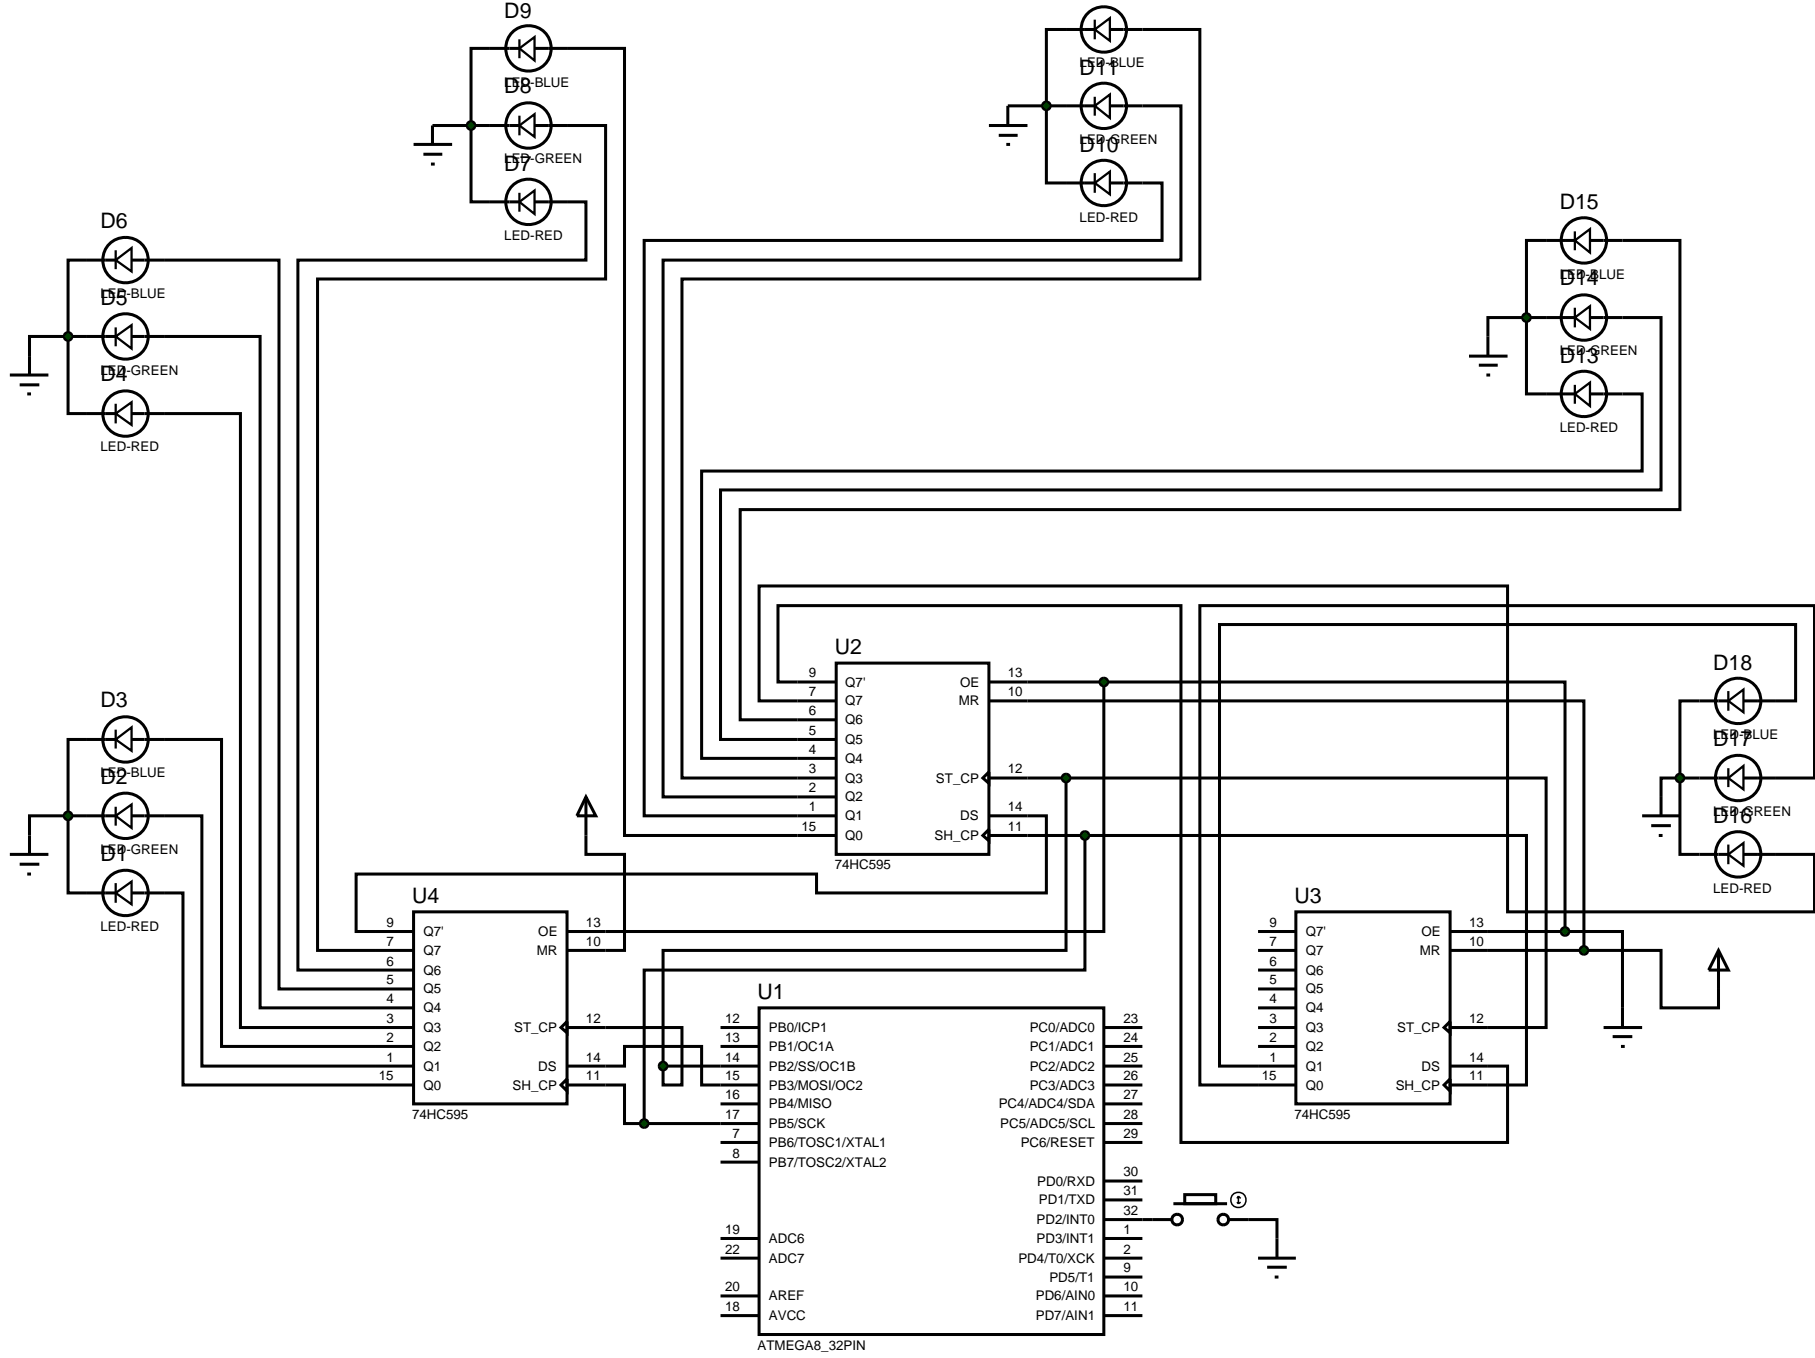 D9
LED-BLUE
D8
LED-GREEN
D7
LED-RED
LED-BLUE
D11
LED-GREEN
D10
LED-RED
D15
LED-BLUE
D14
LED-GREEN
D13
LED-RED
D6
LED-BLUE
D5
LED-GREEN
D4
LED-RED
D3
LED-BLUE
D2
LED-GREEN
D1
LED-RED
D18
LED-BLUE
D17
LED-GREEN
D16
LED-RED
U2
9 Q7' OE 13
7 Q7 MR 10
6 Q6
5 Q5
4 Q4
3 Q3 ST_CP 12
2 Q2
1 Q1 DS 14
15 Q0 SH_CP 11
74HC595
U4
9 Q7' OE 13
7 Q7 MR 10
6 Q6
5 Q5
4 Q4
3 Q3 ST_CP 12
2 Q2
1 Q1 DS 14
15 Q0 SH_CP 11
74HC595
U3
9 Q7' OE 13
7 Q7 MR 10
6 Q6
5 Q5
4 Q4
3 Q3 ST_CP 12
2 Q2
1 Q1 DS 14
15 Q0 SH_CP 11
74HC595
U1
12 PB0/ICP1 PC0/ADC0 23
13 PB1/OC1A PC1/ADC1 24
14 PB2/SS/OC1B PC2/ADC2 25
15 PB3/MOSI/OC2 PC3/ADC3 26
16 PB4/MISO PC4/ADC4/SDA 27
17 PB5/SCK PC5/ADC5/SCL 28
7 PB6/TOSC1/XTAL1 PC6/RESET 29
8 PB7/TOSC2/XTAL2
PD0/RXD 30
PD1/TXD 31
PD2/INT0 32
19 ADC6 PD3/INT1 1
22 ADC7 PD4/T0/XCK 2
PD5/T1 9
20 AREF PD6/AIN0 10
18 AVCC PD7/AIN1 11
ATMEGA8_32PIN